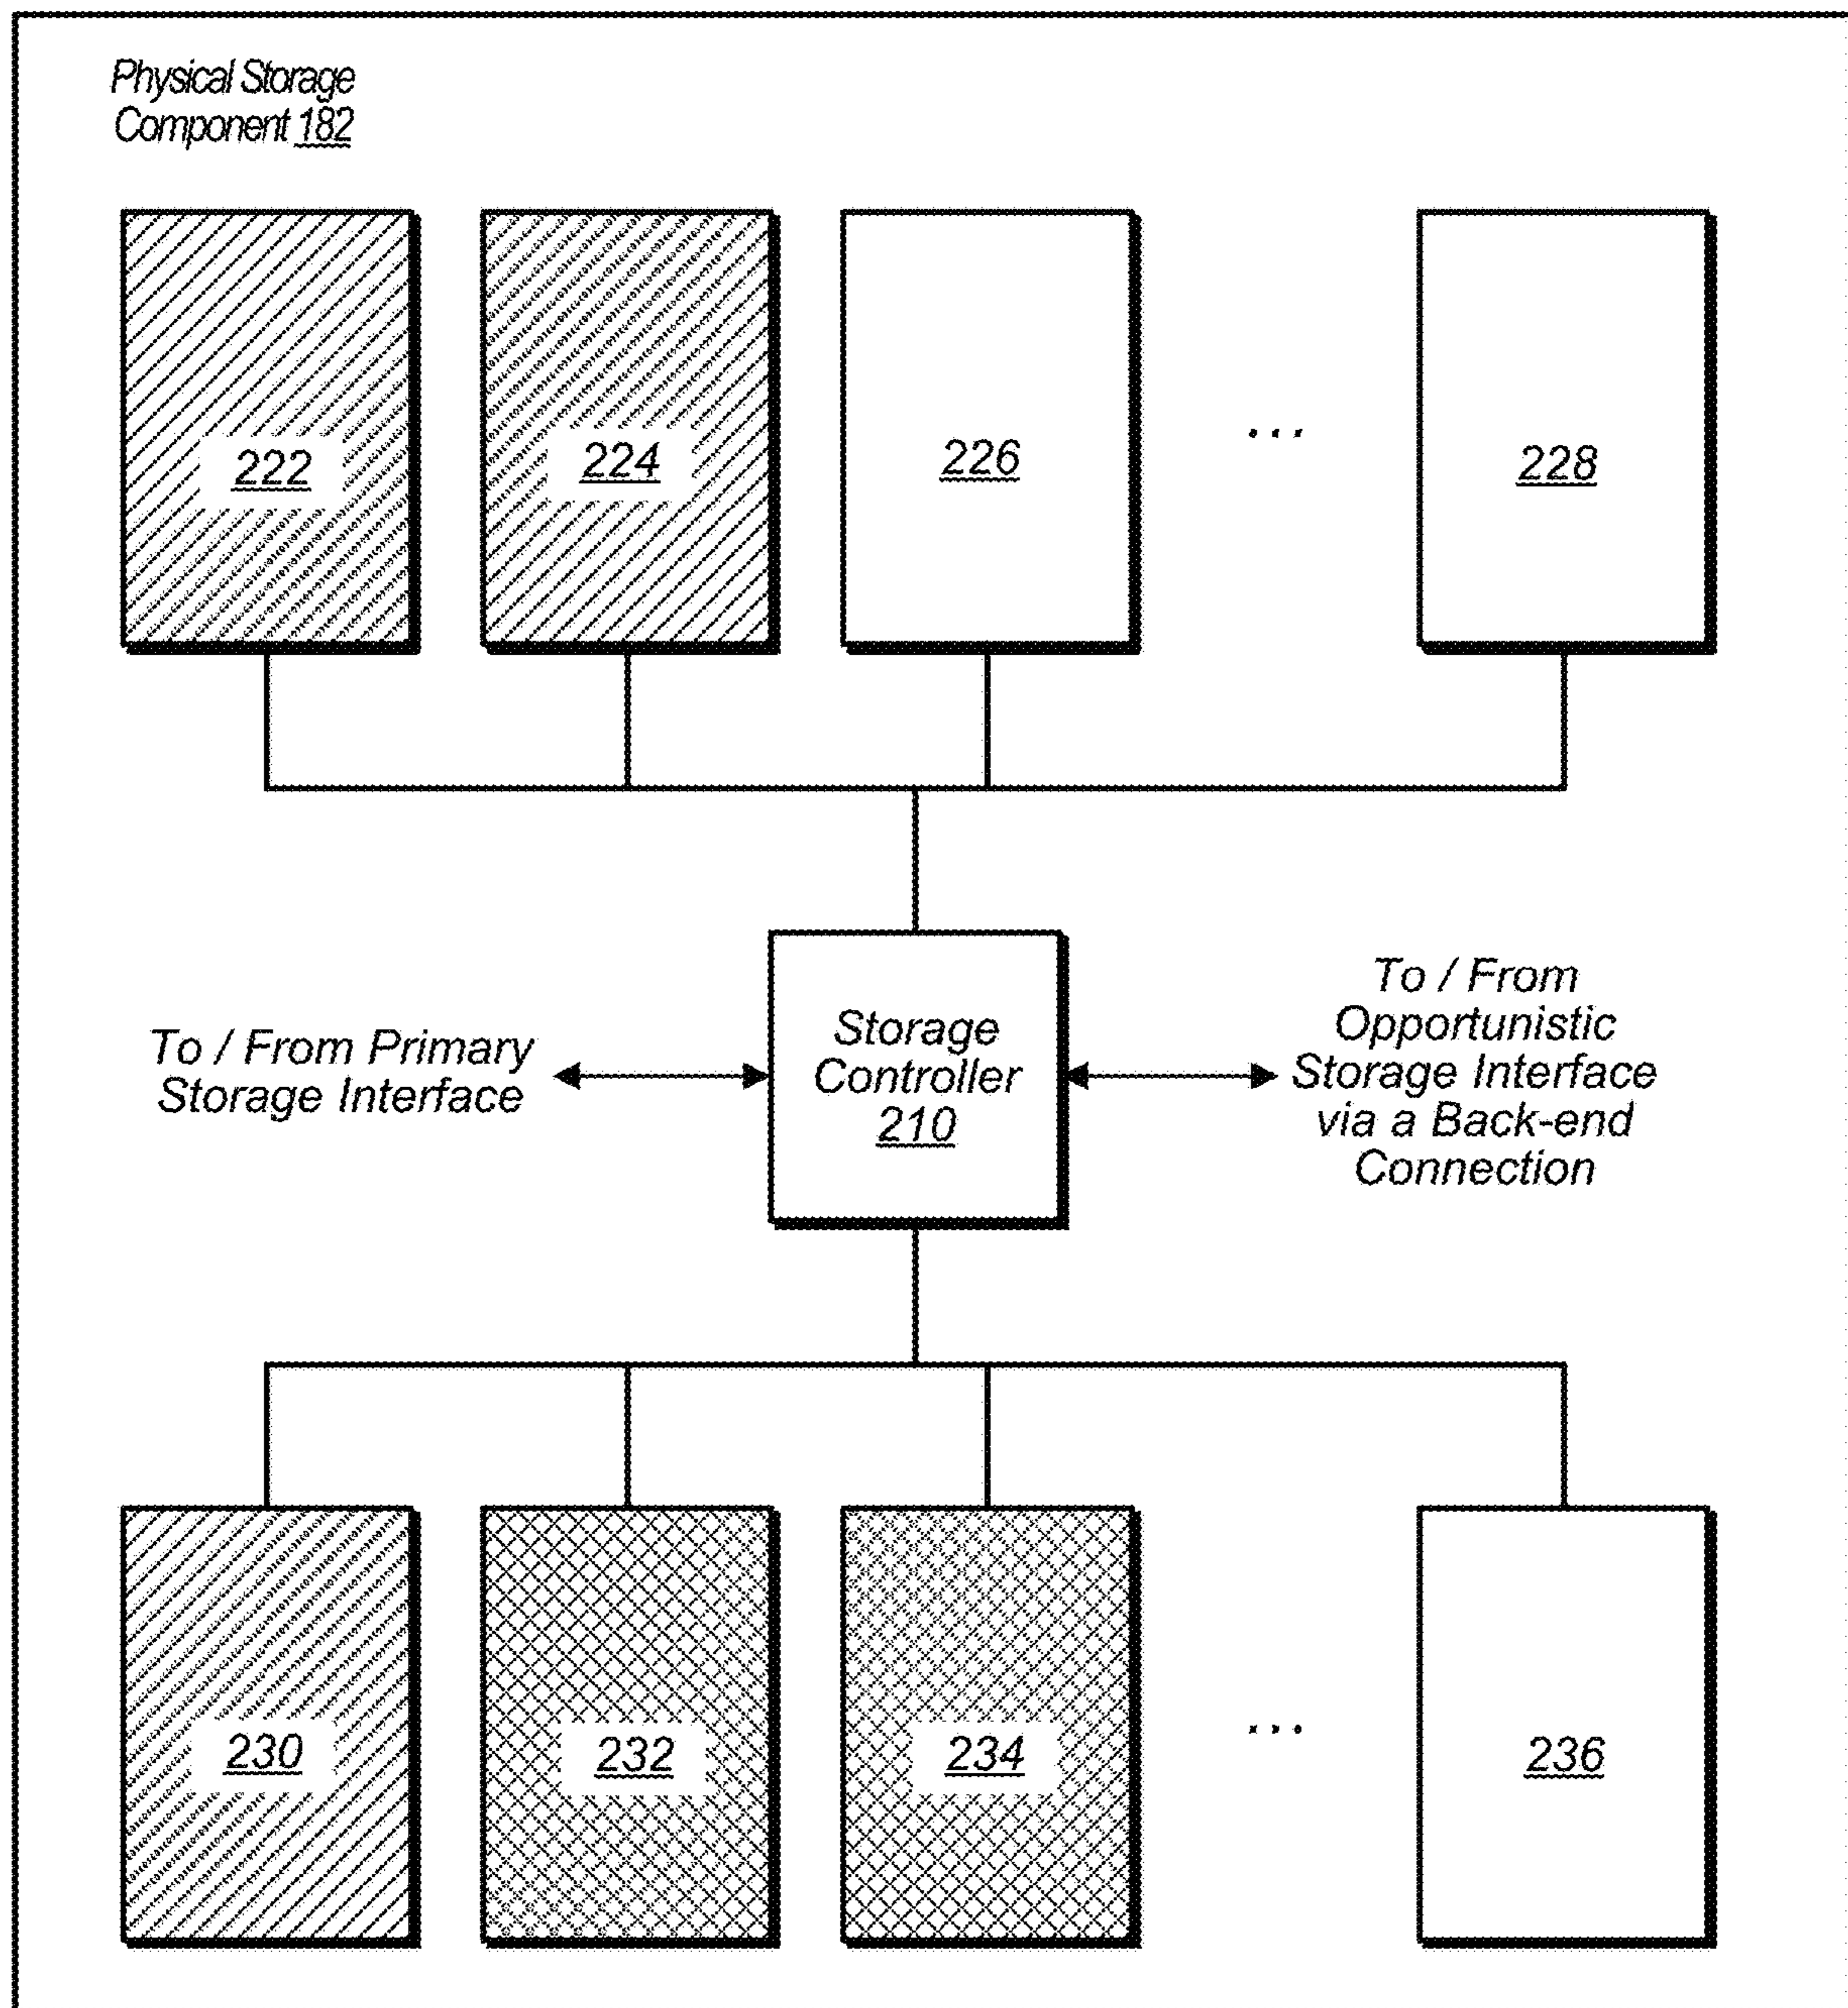 Physical Storage
Component 182
222
224
226
...
228
To / From Primary
Storage Interface
Storage
Controller
210
To / From
Opportunistic
Storage Interface
via a Back-end
Connection
230
232
234
...
236